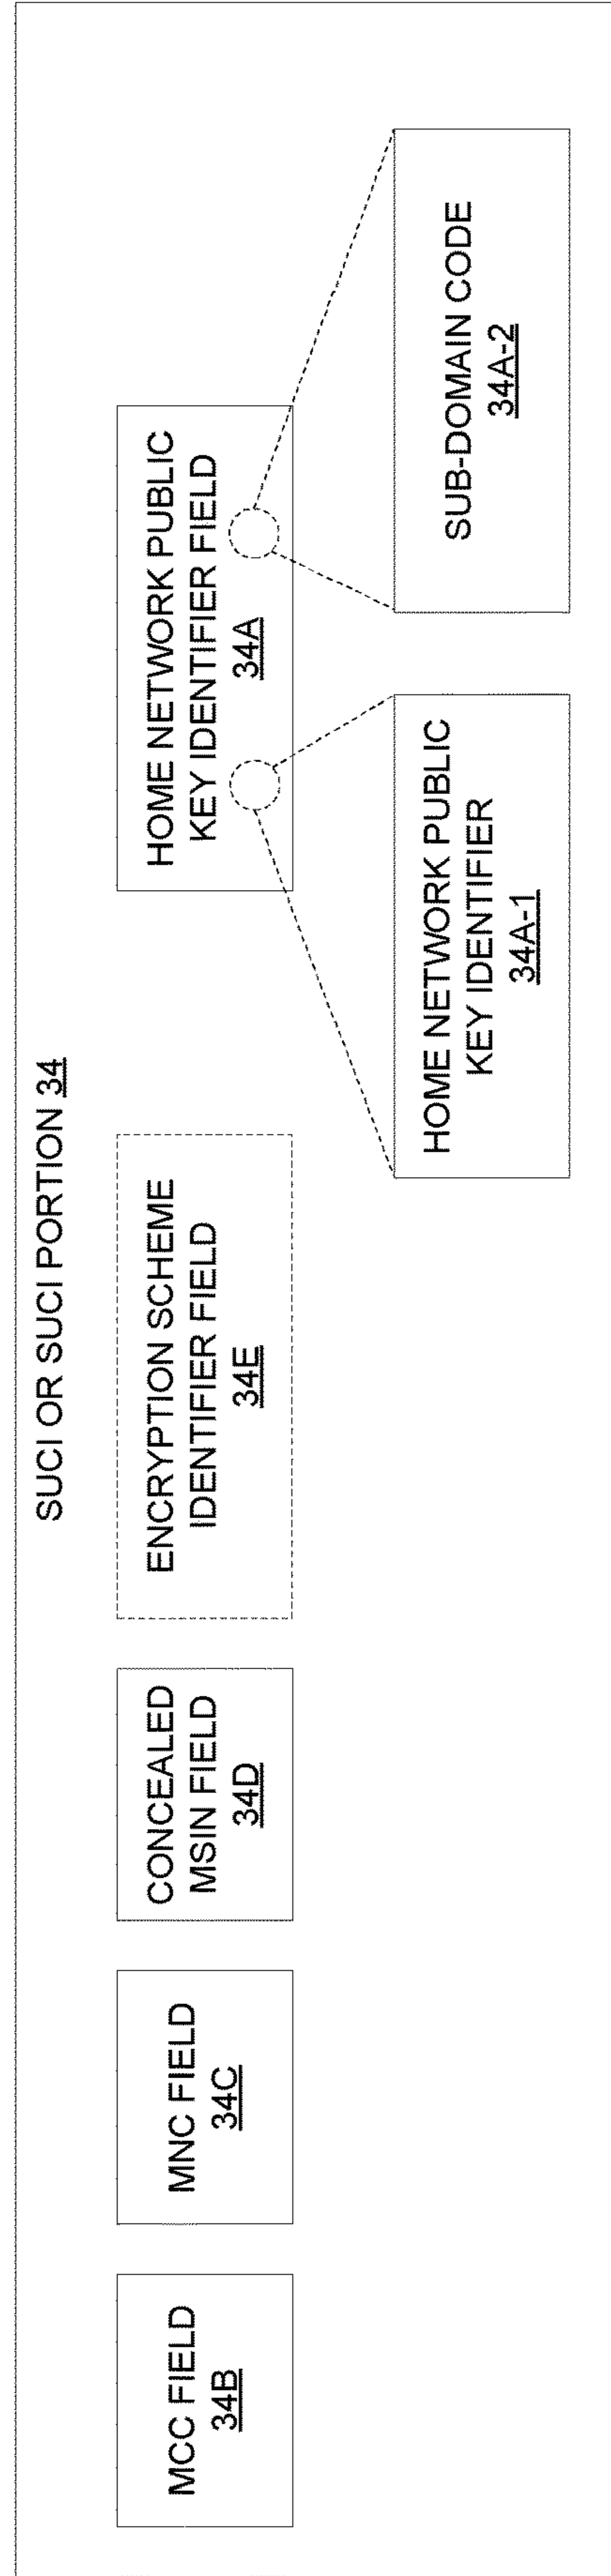 SUCI OR SUCI PORTION 34
MCC FIELD
34B
MNC FIELD
34C
CONCEALED
MSIN FIELD
34D
ENCRYPTION SCHEME
IDENTIFIER FIELD
34E
HOME NETWORK PUBLIC
KEY IDENTIFIER FIELD
34A
HOME NETWORK PUBLIC
KEY IDENTIFIER
34A-1
SUB-DOMAIN CODE
34A-2